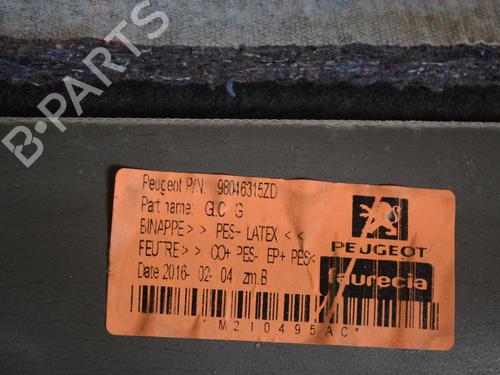 B-PARTS
Peugeot P/N: 98046315ZD
Part name: GLC G
BINAPPE> > PES+ LATEX < <
FEUTRE> > CO+ PES- EP+ PES<
Date 2016- 02- 04 zm.B
PEUGEOT
faurecia
*M210495AC*